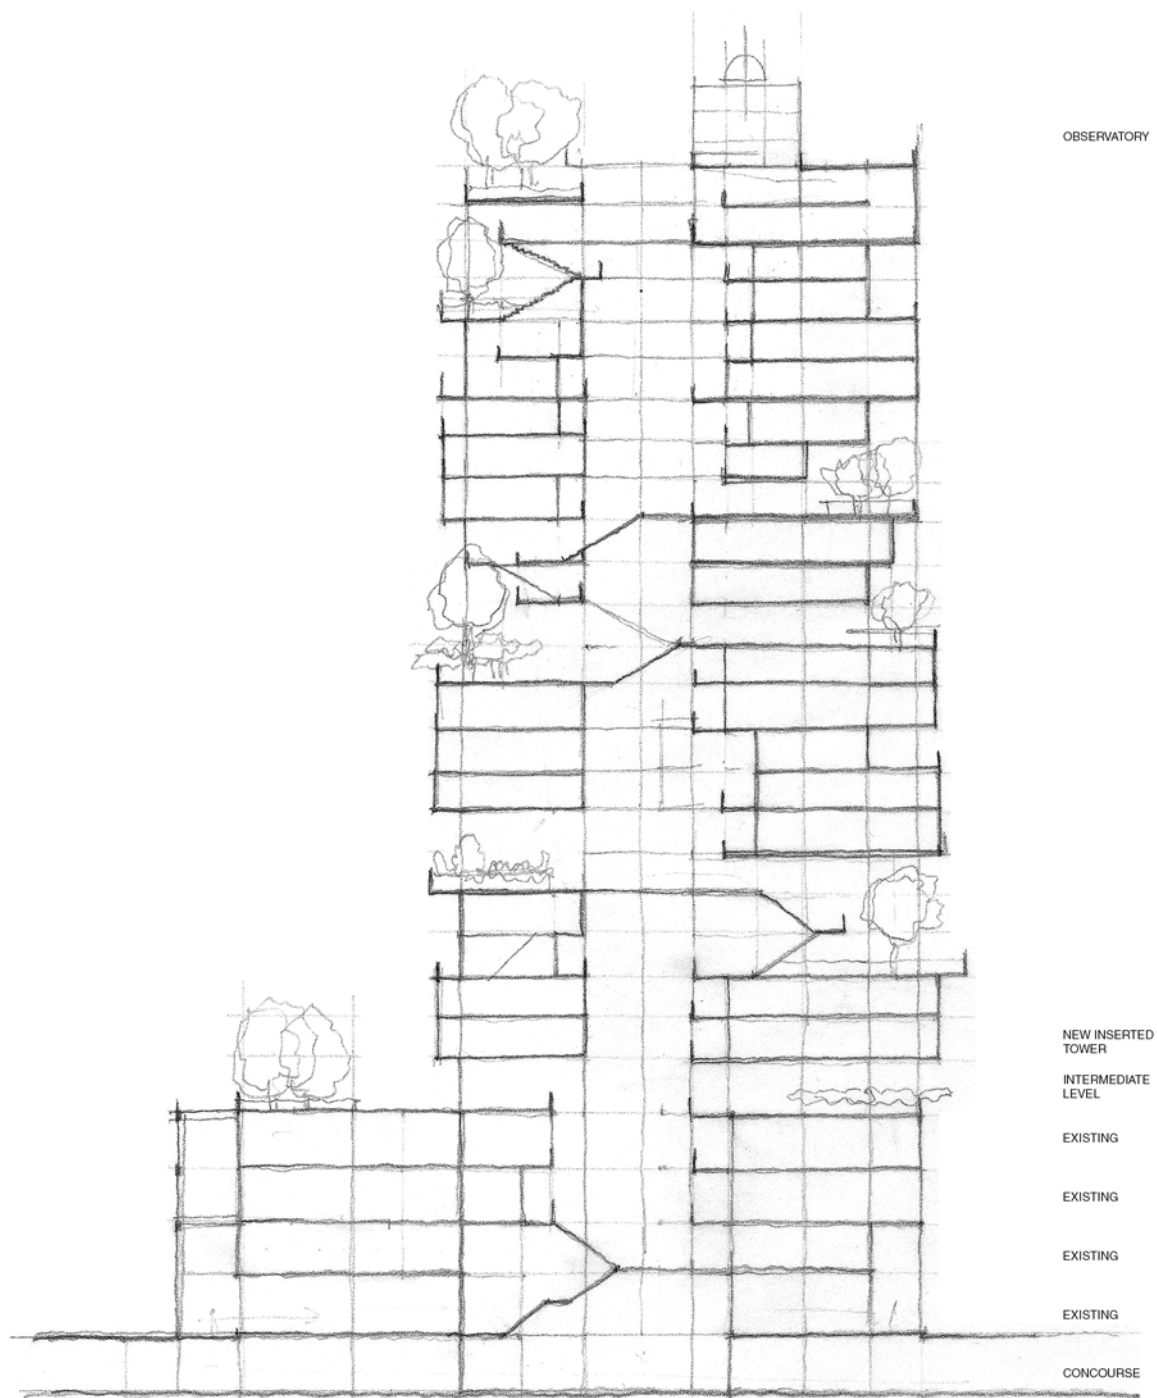 OBSERVATORY
NEW INSERTED
TOWER
INTERMEDIATE
LEVEL
EXISTING
EXISTING
EXISTING
EXISTING
CONCOURSE